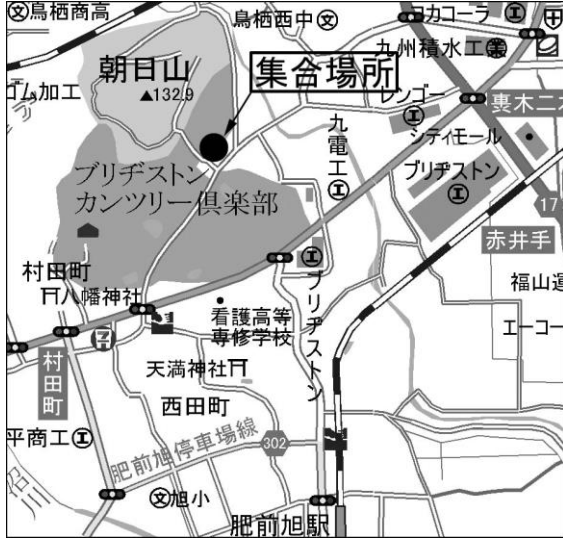 鳥栖商高
鳥栖西中
コカコーラ
朝日山
▲132.9
集合場所
九州積水工業
ゴム加工
レンゴー
シティモール
九電工
ブリヂストン
ブリヂストン
カンツリー倶楽部
17
赤井手
村田町
八幡神社
看護高等
専修学校
ブリヂストン
福山運
エーコー
村田町
天満神社
西田町
平商工
肥前旭停車場線
302
旭小
肥前旭駅